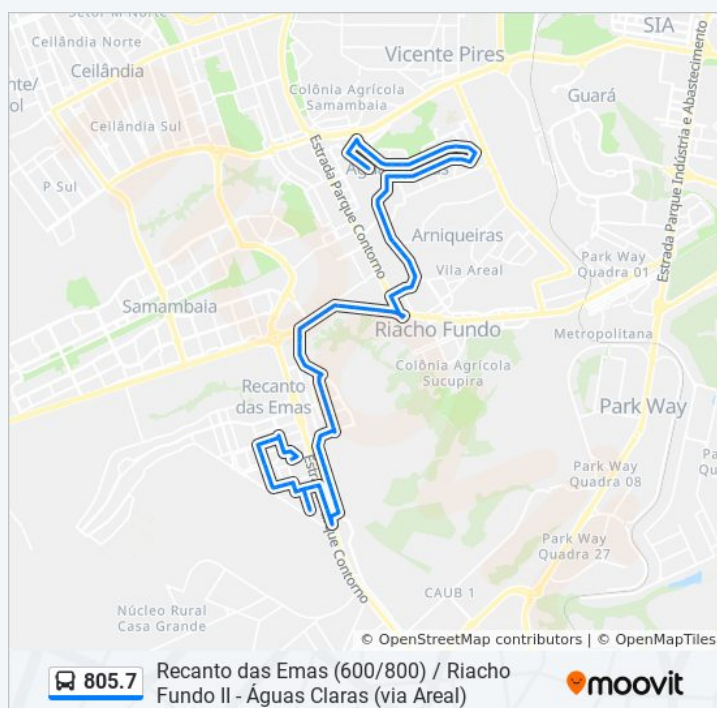 Setor M Norte
SIA
Ceilândia Norte
Vicente Pires
Ceilândia
Colônia Agrícola
Samambaia
Guará
Ceilândia Sul
Estrada Parque Indústria e Abastecimento
P Sul
Estrada Parque Contorno
Arniqueiras
Park Way
Quadra 01
Vila Areal
Samambaia
Riacho Fundo
Metropolitana
Colônia Agrícola
Sucupira
Recanto
das Emas
Park Way
Park Way
Quadra 08
Park Way
Quadra 27
CAUB 1
Núcleo Rural
Casa Grande
© OpenStreetMap contributors | © OpenMapTiles
805.7
Recanto das Emas (600/800) / Riacho
Fundo II - Águas Claras (via Areal)
moovit